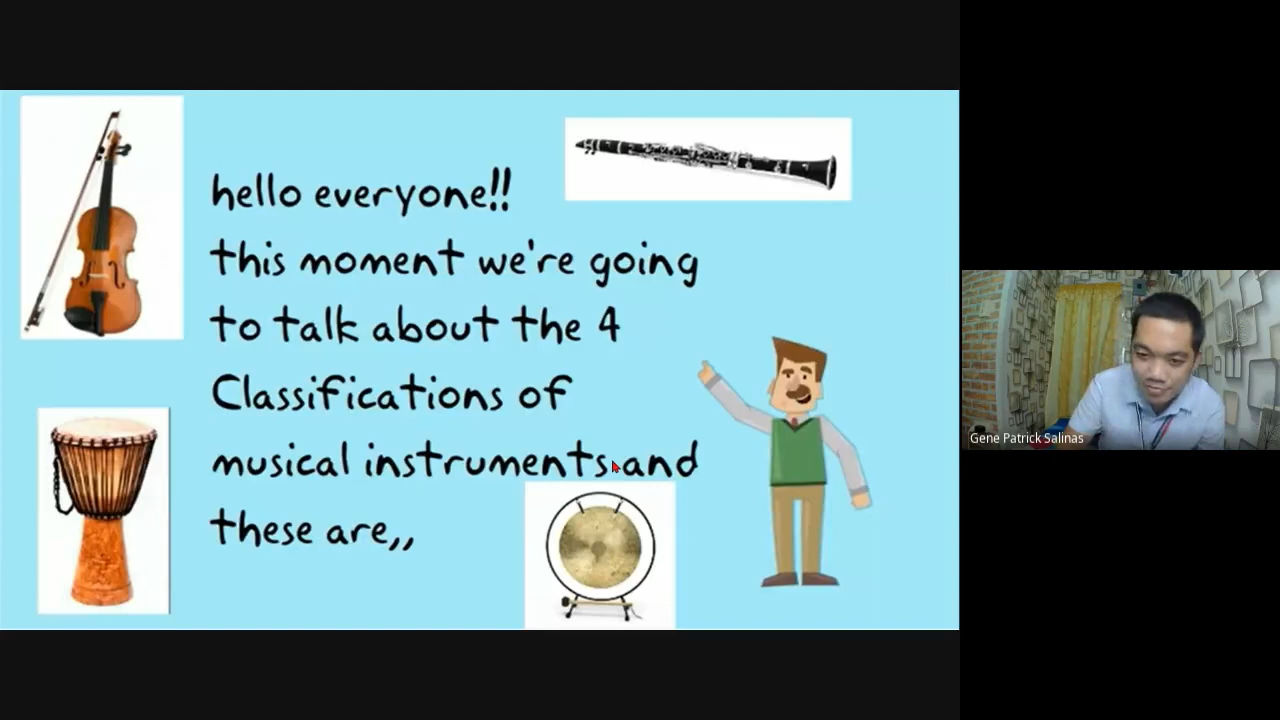 hello everyone!!
this moment we're going
to talk about the 4
Classifications of
musical instruments and
these are,,
Gene Patrick Salinas